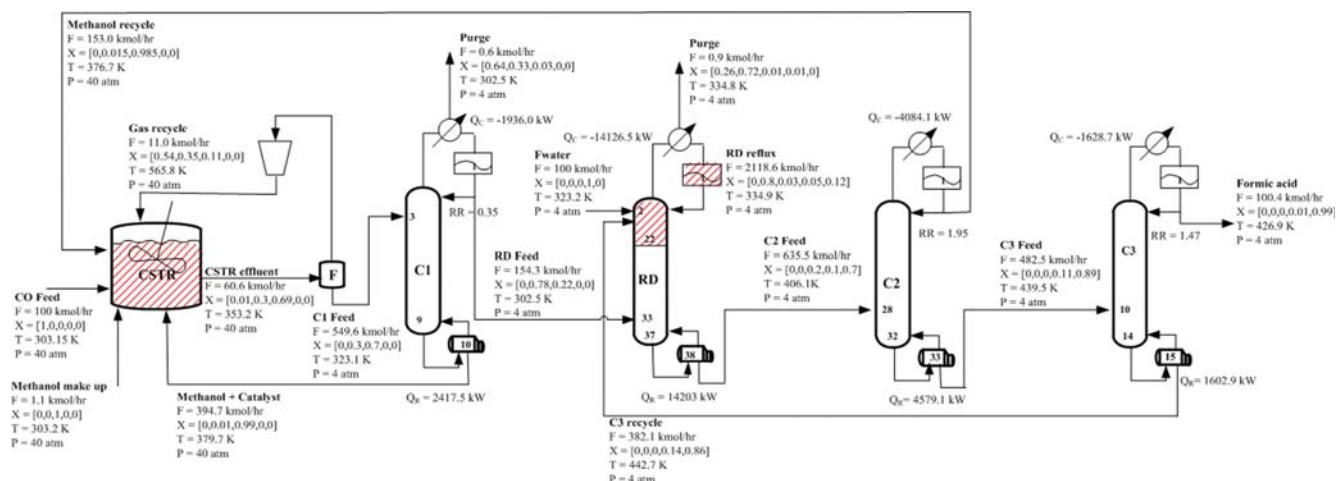 Methanol recycle
F = 153.0 kmol/hr
X = [0,0.015,0.985,0,0]
T = 376.7 K
P = 40 atm
Gas recycle
F = 11.0 kmol/hr
X = [0.54,0.35,0.11,0,0]
T = 565.8 K
P = 40 atm
CSTR
CO Feed
F = 100 kmol/hr
X = [1,0,0,0,0]
T = 303.15 K
P = 40 atm
Methanol make up
F = 1.1 kmol/hr
X = [0,0,1,0,0]
T = 303.2 K
P = 40 atm
CSTR effluent
F = 60.6 kmol/hr
X = [0.01,0.3,0.69,0,0]
T = 353.2 K
P = 40 atm
F
Methanol + Catalyst
F = 394.7 kmol/hr
X = [0,0.01,0.99,0,0]
T = 379.7 K
P = 40 atm
C1 Feed
F = 549.6 kmol/hr
X = [0,0.3,0.7,0,0]
T = 323.1 K
P = 4 atm
Purge
F = 0.6 kmol/hr
X = [0.64,0.33,0.03,0,0]
T = 302.5 K
P = 4 atm
QC = -1936.0 kW
1
RR = 0.35
3
C1
9
10
QR = 2417.5 kW
RD Feed
F = 154.3 kmol/hr
X = [0,0.78,0.22,0,0]
T = 302.5 K
P = 4 atm
Fwater
F = 100 kmol/hr
X = [0,0,0,1,0]
T = 323.2 K
P = 4 atm
Purge
F = 0.9 kmol/hr
X = [0.26,0.72,0.01,0.01,0]
T = 334.8 K
P = 4 atm
QC = -14126.5 kW
1
RD reflux
F = 2118.6 kmol/hr
X = [0,0.8,0.03,0.05,0.12]
T = 334.9 K
P = 4 atm
2
22
RD
33
37
38
QR = 14203 kW
C3 recycle
F = 382.1 kmol/hr
X = [0,0,0,0.14,0.86]
T = 442.7 K
P = 4 atm
C2 Feed
F = 635.5 kmol/hr
X = [0,0,0.2,0.1,0.7]
T = 406.1K
P = 4 atm
QC = -4084.1 kW
1
RR = 1.95
C2
28
32
33
QR= 4579.1 kW
C3 Feed
F = 482.5 kmol/hr
X = [0,0,0,0.11,0.89]
T = 439.5 K
P = 4 atm
QC = -1628.7 kW
1
RR = 1.47
C3
10
14
15
QR = 1602.9 kW
Formic acid
F = 100.4 kmol/hr
X = [0,0,0,0.01,0.99]
T = 426.9 K
P = 4 atm